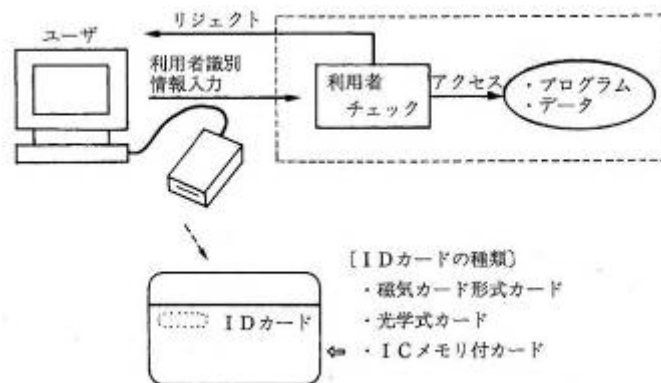 リジェクト
ユーザ
利用者識別
情報入力
利用者
チェック
アクセス
・プログラム
・データ
〔IDカードの種類〕
・磁気カード形式カード
・光学式カード
・ICメモリ付カード
IDカード